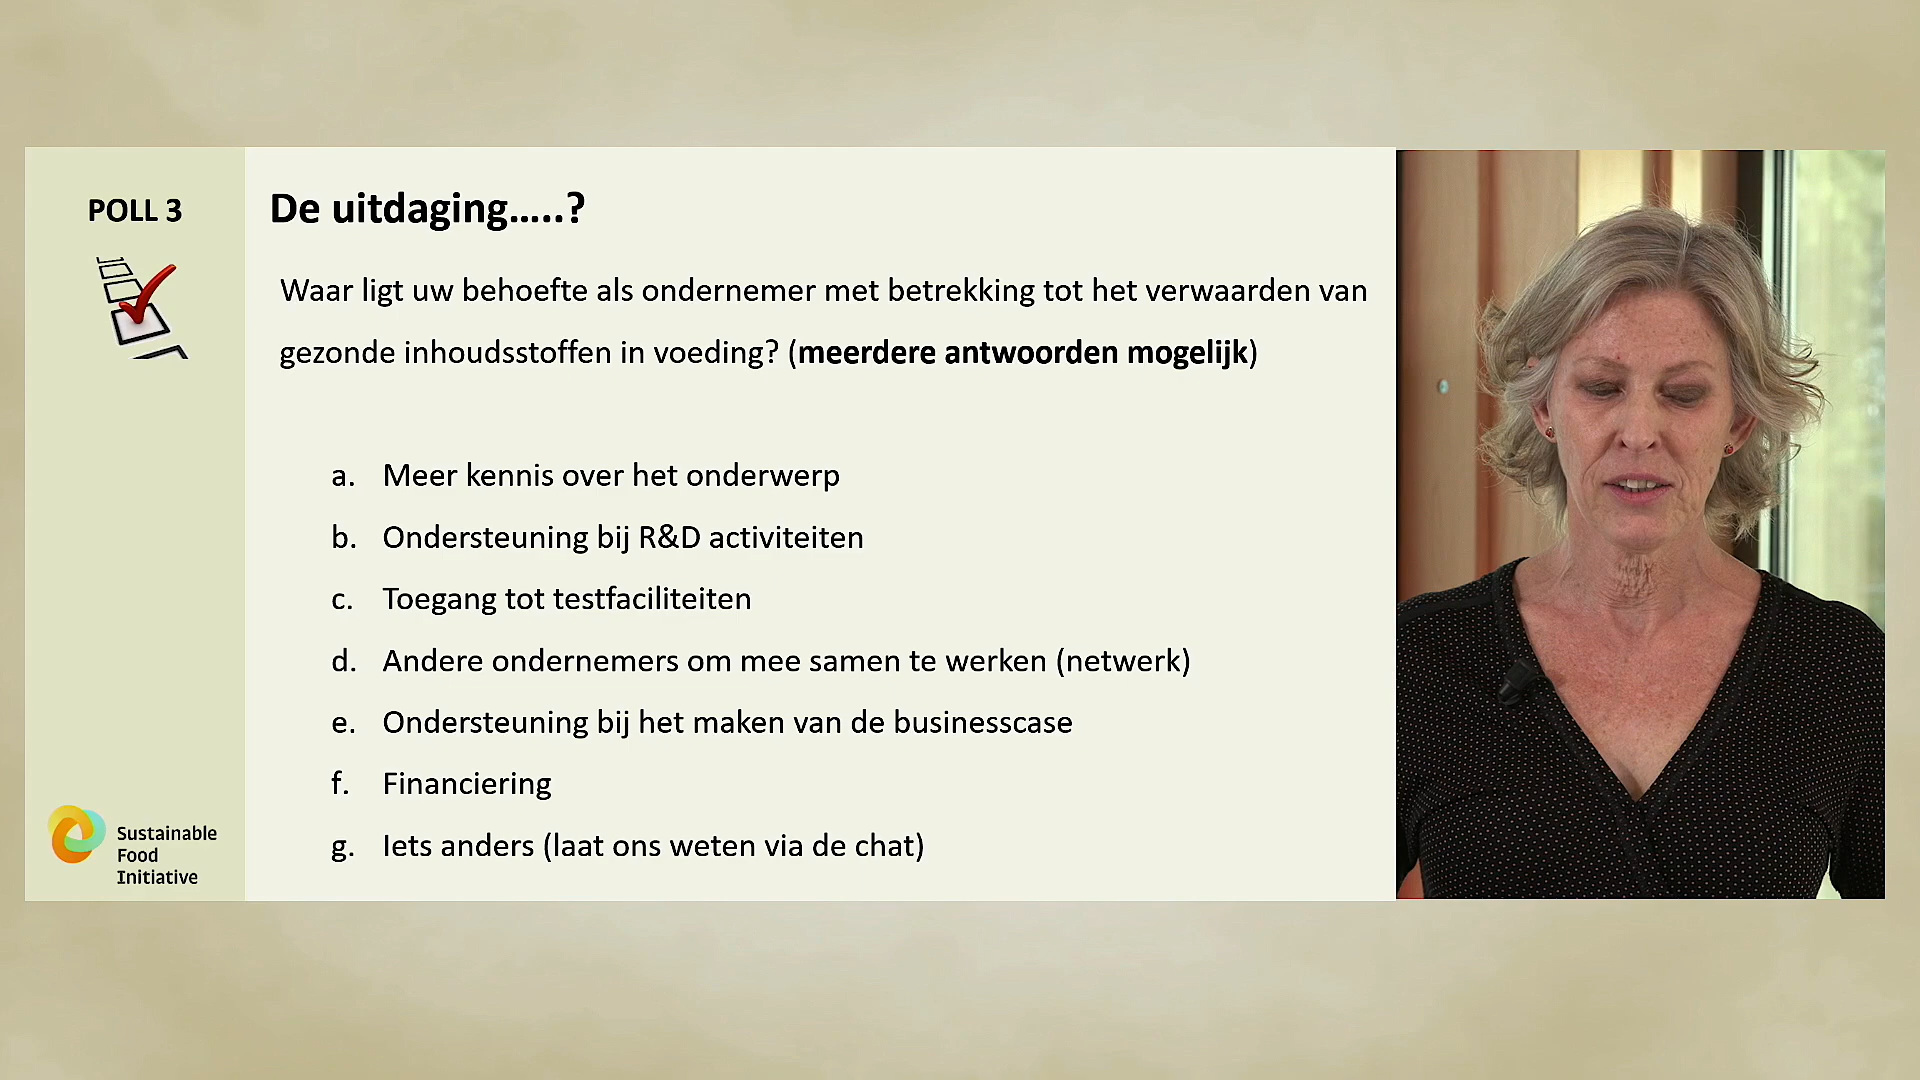 POLL 3
De uitdaging…..?
Waar ligt uw behoefte als ondernemer met betrekking tot het verwaarden van
gezonde inhoudsstoffen in voeding? (meerdere antwoorden mogelijk)
a. Meer kennis over het onderwerp
b. Ondersteuning bij R&D activiteiten
c. Toegang tot testfaciliteiten
d. Andere ondernemers om mee samen te werken (netwerk)
e. Ondersteuning bij het maken van de businesscase
f. Financiering
g. Iets anders (laat ons weten via de chat)
Sustainable
Food
Initiative